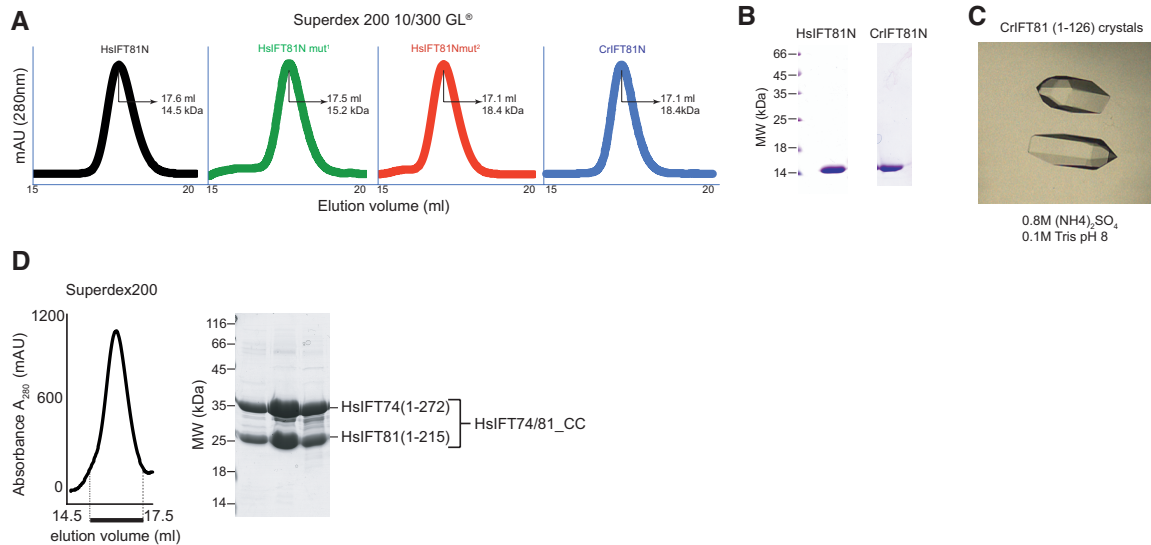 A
Superdex 200 10/300 GL®
mAU (280nm)
HsIFT81N
17.6 ml
14.5 kDa
15
20
HsIFT81N mut¹
17.5 ml
15.2 kDa
15
20
HsIFT81Nmut²
17.1 ml
18.4 kDa
15
20
CrIFT81N
17.1 ml
18.4kDa
15
20
Elution volume (ml)
B
HsIFT81N CrIFT81N
MW (kDa)
66
45
35
25
18
14
C
CrIFT81 (1-126) crystals
0.8M (NH4)₂SO₄
0.1M Tris pH 8
D
Superdex200
Absorbance A₂₈₀ (mAU)
1200
600
0
14.5 17.5
elution volume (ml)
MW (kDa)
116
66
45
35
25
18
14
HsIFT74(1-272)
HsIFT81(1-215)
HsIFT74/81_CC